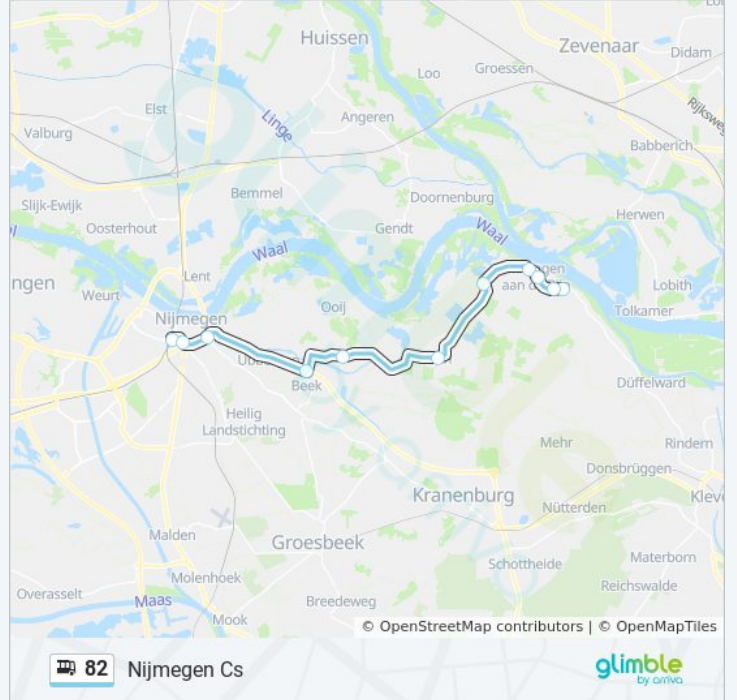 Huissen
Zevenaar
Didam
Loo
Groessen
Elst
Linge
Angeren
Rijkswe
Valburg
Babberich
Bemmel
Doornenburg
Slijk-Ewijk
Herwen
Oosterhout
Gendt
Waal
Waal
ngen
Lent
gen
aan d
Weurt
Ooij
Lobith
Tolkamer
Nijmegen
Ubb
Beek
Düffelward
Heilig
Landstichting
Mehr
Rindern
Donsbrüggen
Kranenburg
Kleve
Nütterden
Malden
Groesbeek
Schottheide
Materborn
Molenhoek
Reichswalde
Overasselt
Maas
Breedeweg
Mook
© OpenStreetMap contributors | © OpenMapTiles
82 Nijmegen Cs
glimble
by arriva